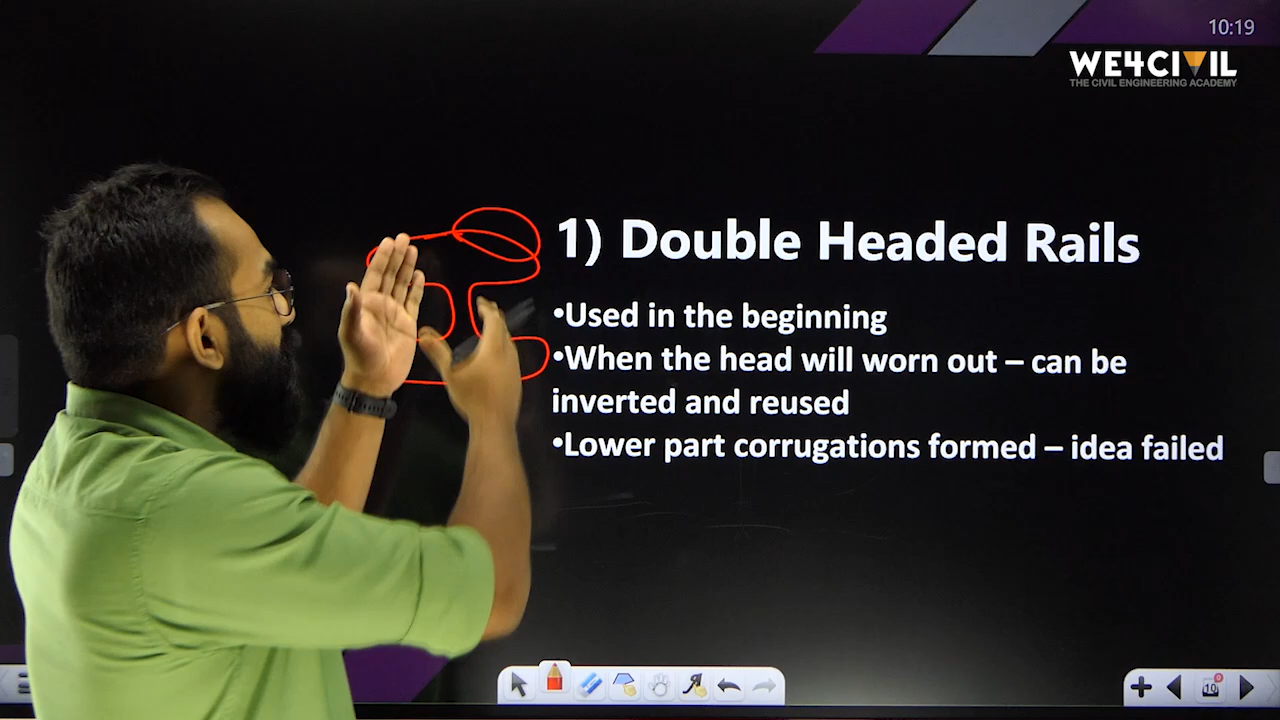 10:19
WE4CIVIL
THE CIVIL ENGINEERING ACADEMY
1) Double Headed Rails
•Used in the beginning
•When the head will worn out – can be
inverted and reused
•Lower part corrugations formed – idea failed
10